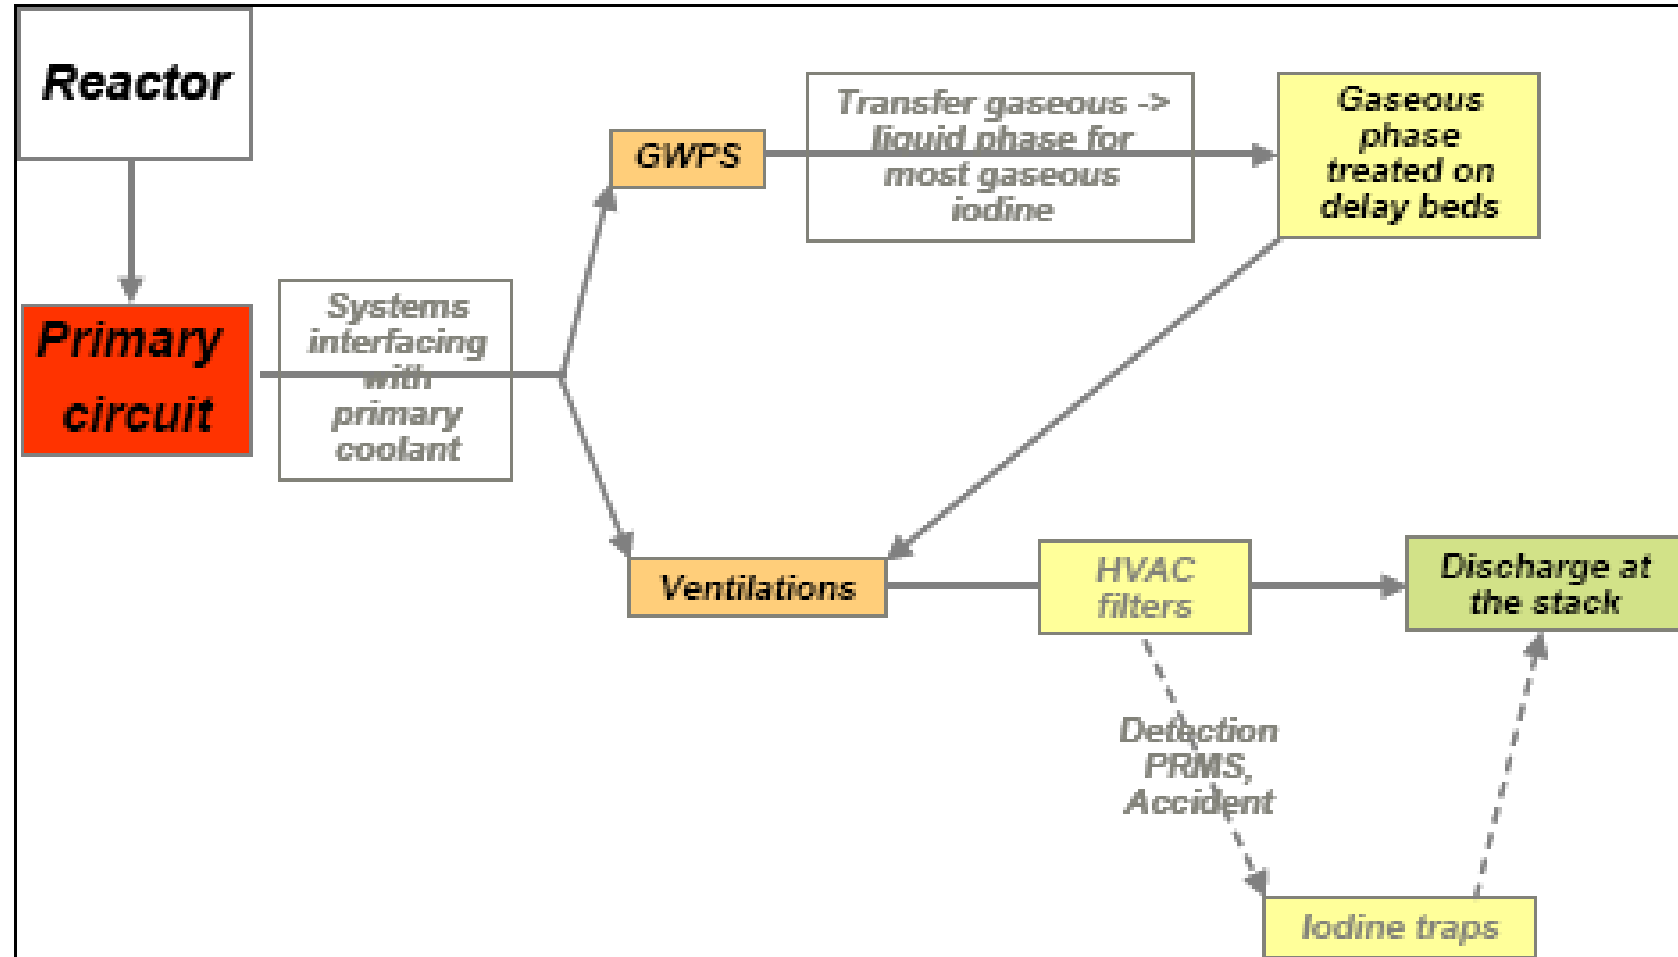 Reactor
Primary
circuit
Systems
interfacing
with
primary
coolant
GWPS
Transfer gaseous ->
liquid phase for
most gaseous
iodine
Gaseous
phase
treated on
delay beds
Ventilations
HVAC
filters
Discharge at
the stack
Detection
PRMS,
Accident
Iodine traps